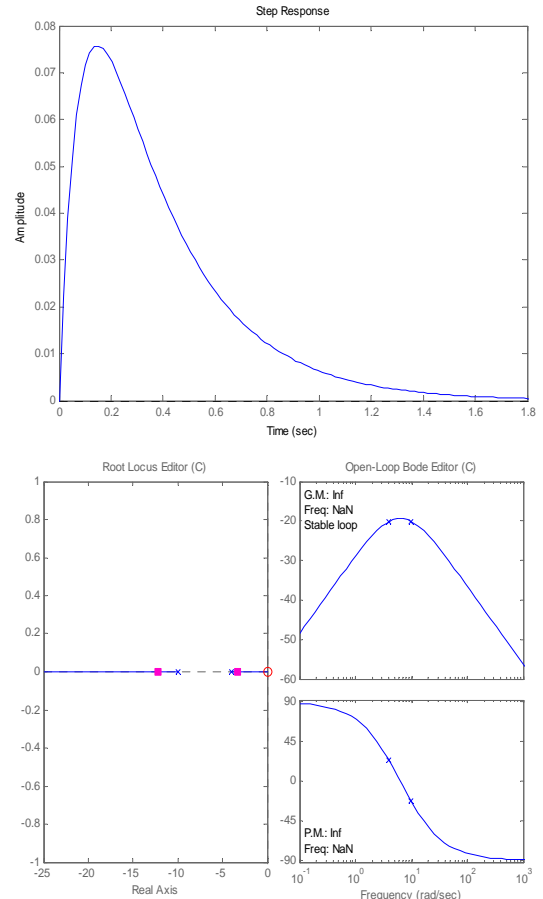 Step Response
0.08
0.07
0.06
0.05
0.04
0.03
0.02
0.01
0
Amplitude
0 0.2 0.4 0.6 0.8 1 1.2 1.4 1.6 1.8
Time (sec)
Root Locus Editor (C)
1
0.8
0.6
0.4
0.2
0
-0.2
-0.4
-0.6
-0.8
-1
-25 -20 -15 -10 -5 0
Real Axis
Open-Loop Bode Editor (C)
-10
-20
-30
-40
-50
-60
G.M.: Inf
Freq: NaN
Stable loop
90
45
0
-45
-90
P.M.: Inf
Freq: NaN
10^-1 10^0 10^1 10^2 10^3
Frequency (rad/sec)